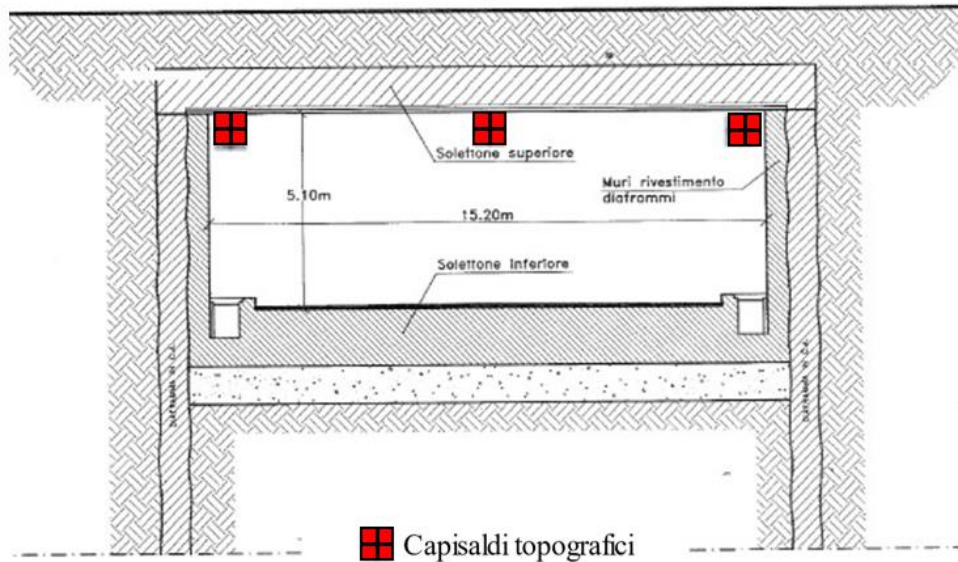 Solettone superiore
Muri rivestimento
diaframmi
5.10m
15.20m
Solettone inferiore
Capisaldi topografici